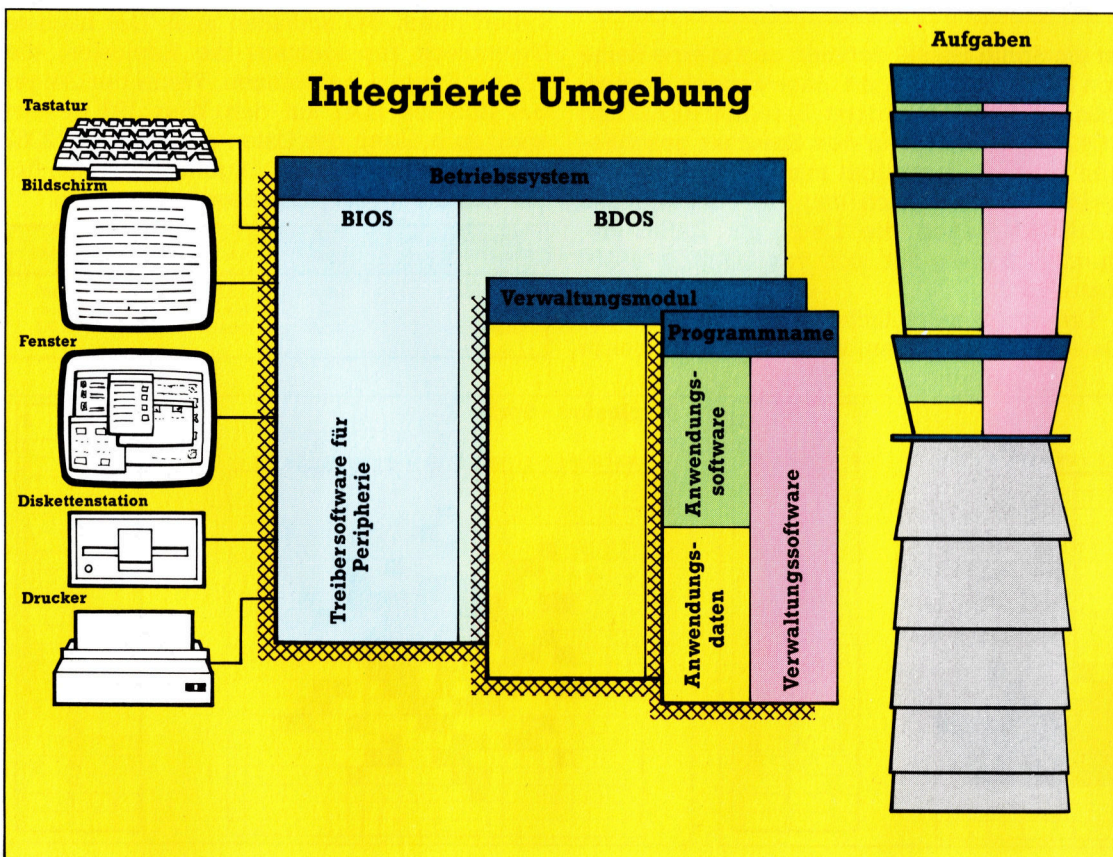 Aufgaben
Integrierte Umgebung
Tastatur
Bildschirm
Fenster
Diskettenstation
Drucker
Betriebssystem
BIOS
BDOS
Treibersoftware für
Peripherie
Verwaltungsmodul
Programmname
Anwendungs-
software
Anwendungs-
daten
Verwaltungssoftware